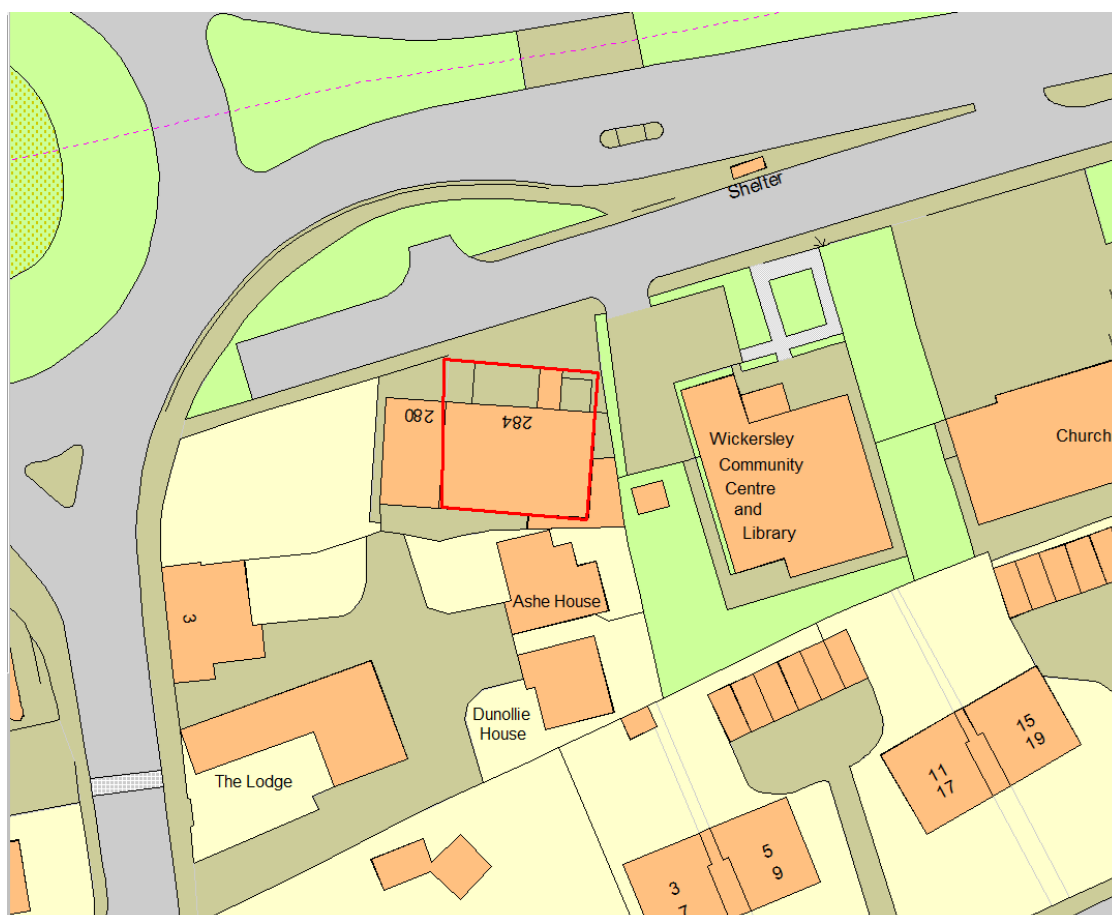 Shelter
280
284
Wickersley
Community
Centre
and
Library
Church
Ashe House
3
Dunollie
House
The Lodge
15
19
11
17
5
9
3
7